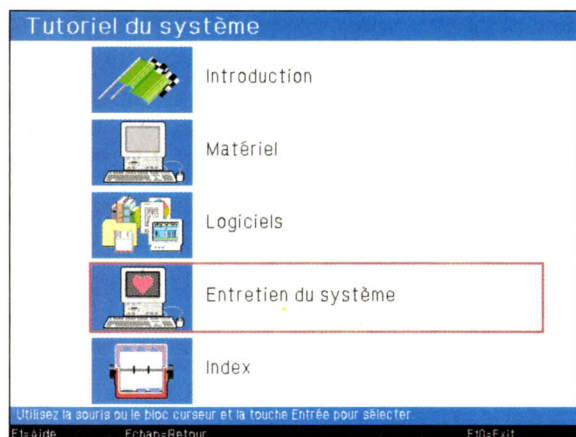 Tutoriel du système
Introduction
Matériel
Logiciels
Entretien du système
Index
Utilisez la souris ou le bloc curseur et la touche Entrée pour sélecter.
F1=Aide Echap=Retour F10=Exit